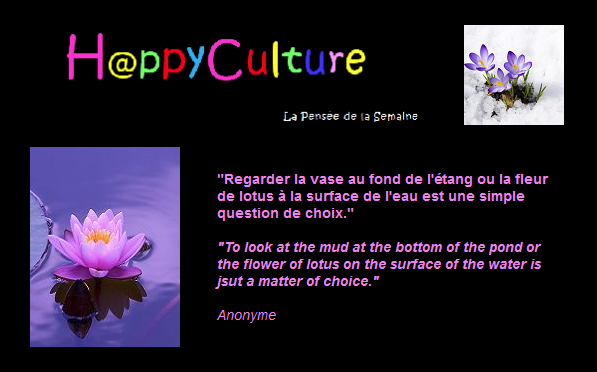 H@ppyCulture
La Pensée de la Semaine
"Regarder la vase au fond de l'étang ou la fleur
de lotus à la surface de l'eau est une simple
question de choix."
"To look at the mud at the bottom of the pond or
the flower of lotus on the surface of the water is
jsut a matter of choice."
Anonyme